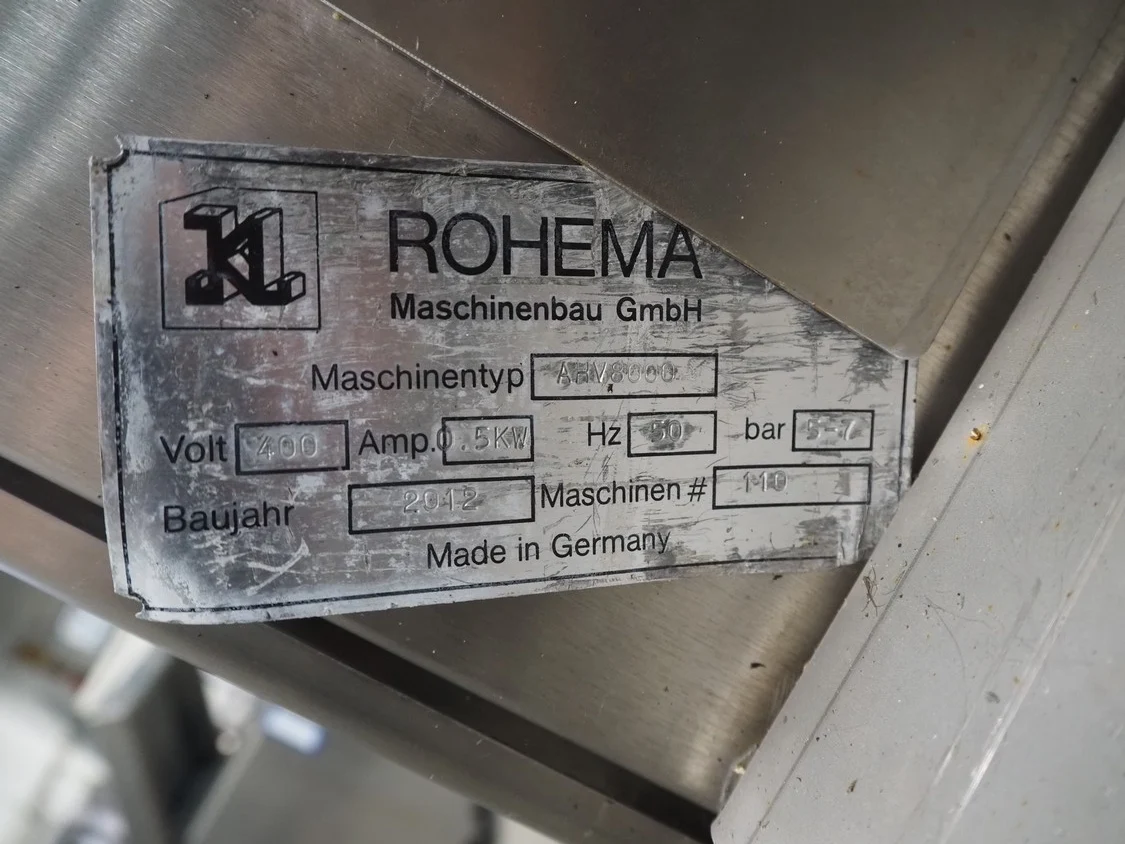 ROHEMA
Maschinenbau GmbH
Maschinentyp AHV8000
Volt 400 Amp. 0.5KW Hz 50 bar 5-7
Baujahr 2012 Maschinen # 110
Made in Germany